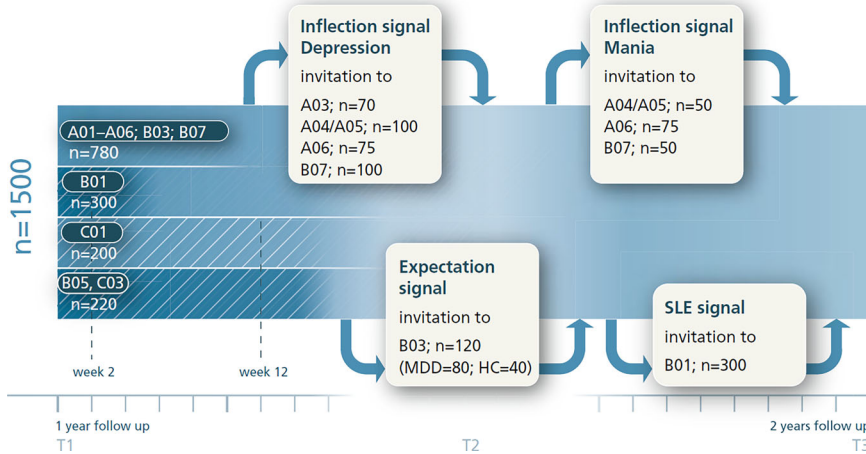 Inflection signal
Depression
invitation to
A03; n=70
A04/A05; n=100
A06; n=75
B07; n=100
Inflection signal
Mania
invitation to
A04/A05; n=50
A06; n=75
B07; n=50
n=1500
A01–A06; B03; B07
n=780
B01
n=300
C01
n=200
B05, C03
n=220
Expectation
signal
invitation to
B03; n=120
(MDD=80; HC=40)
SLE signal
invitation to
B01; n=300
week 2
week 12
1 year follow up
2 years follow up
T1
T2
T3